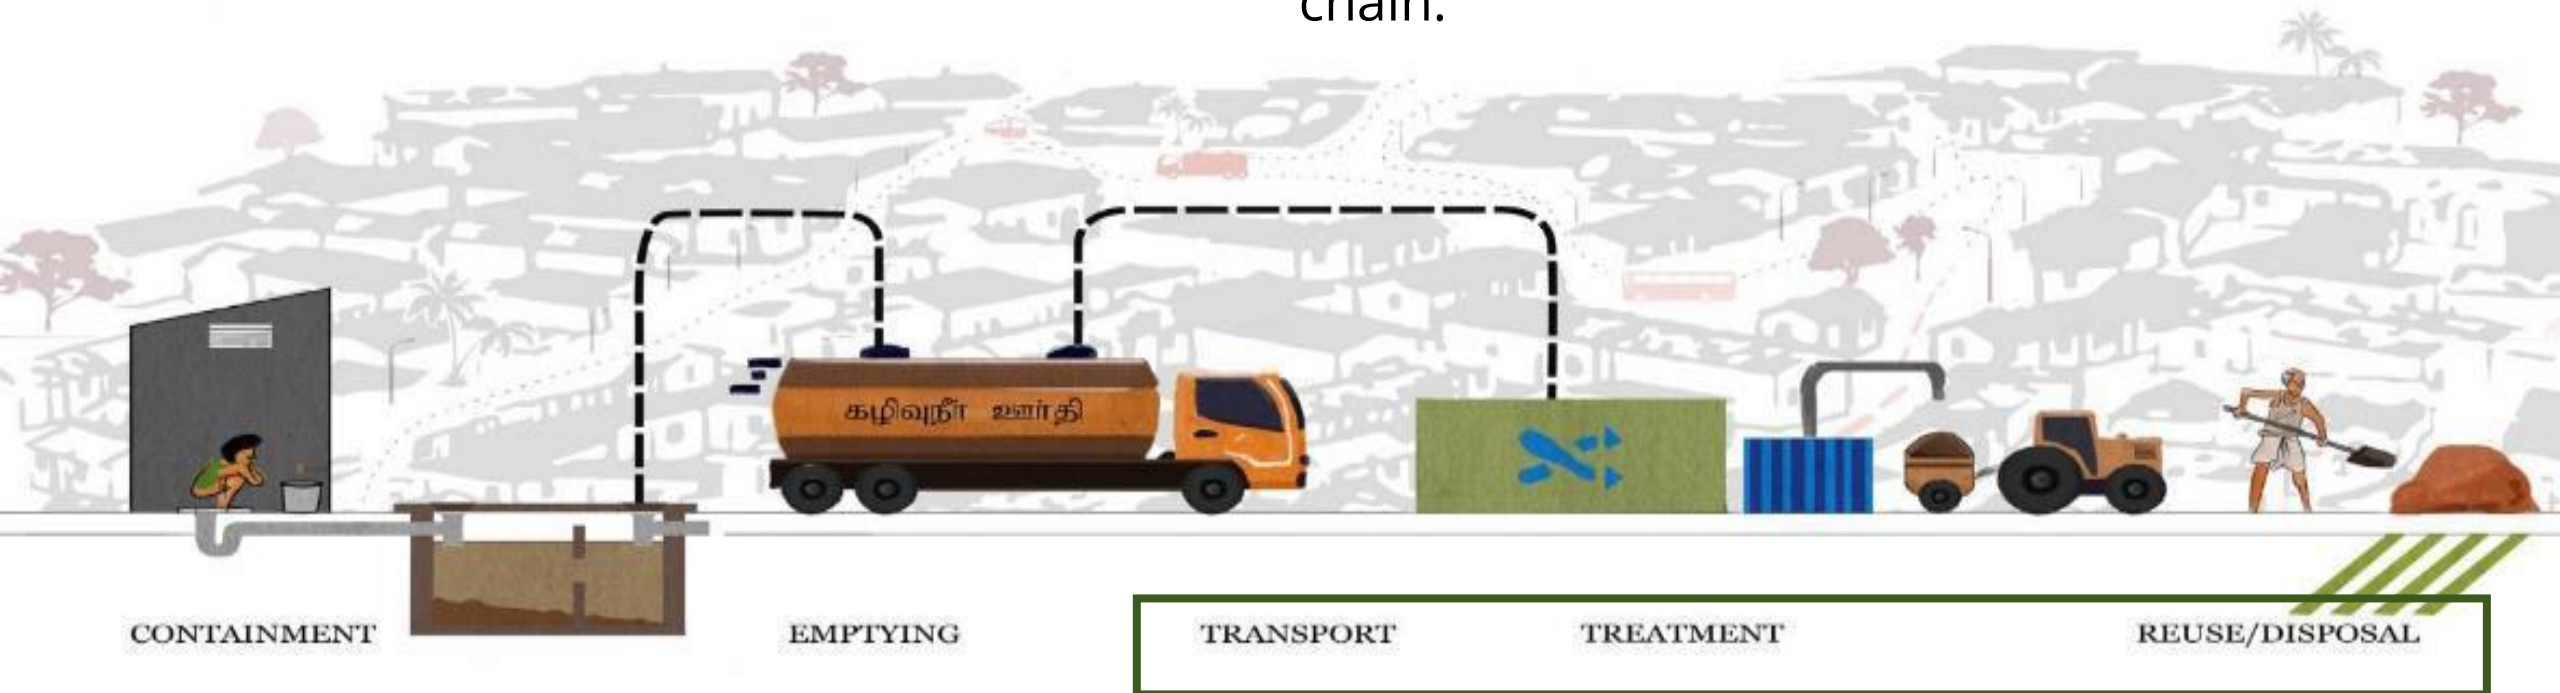 chain.
கழிவுநீர் ஊர்தி
CONTAINMENT EMPTYING TRANSPORT TREATMENT REUSE/DISPOSAL